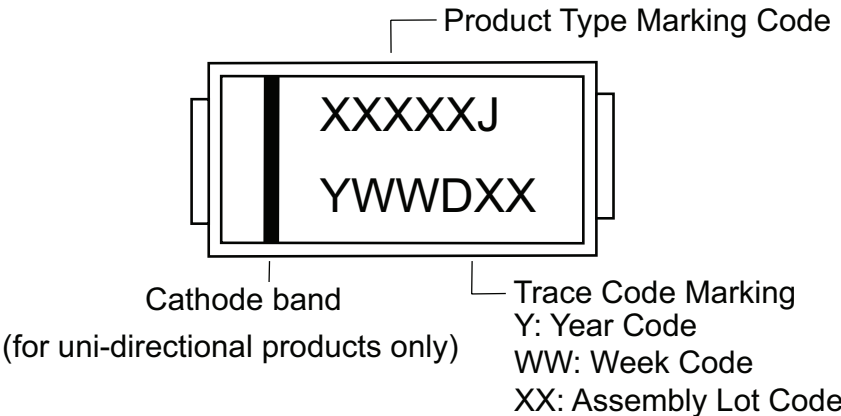 Product Type Marking Code
XXXXXJ
YWWDXX
Cathode band
(for uni-directional products only)
Trace Code Marking
Y: Year Code
WW: Week Code
XX: Assembly Lot Code